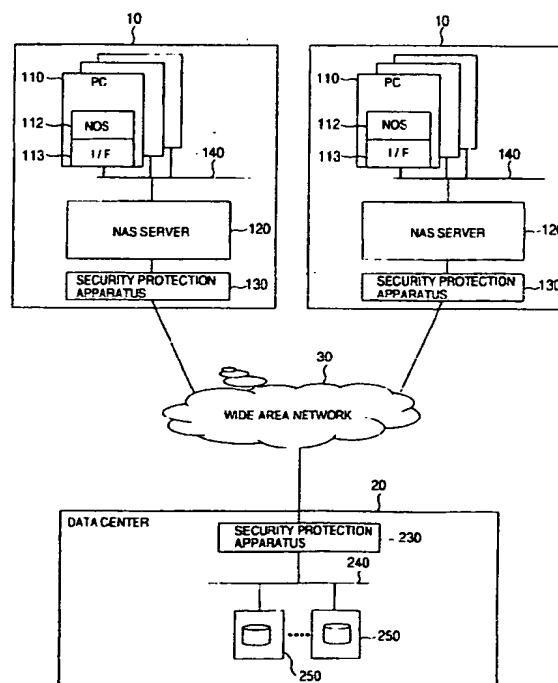 10
10
110
PC
110
PC
112
NOS
112
NOS
113
I/F
140
113
I/F
140
NAS SERVER
120
NAS SERVER
120
SECURITY PROTECTION
APPARATUS
130
SECURITY PROTECTION
APPARATUS
130
30
WIDE AREA NETWORK
20
DATA CENTER
SECURITY PROTECTION
APPARATUS
230
240
250
250